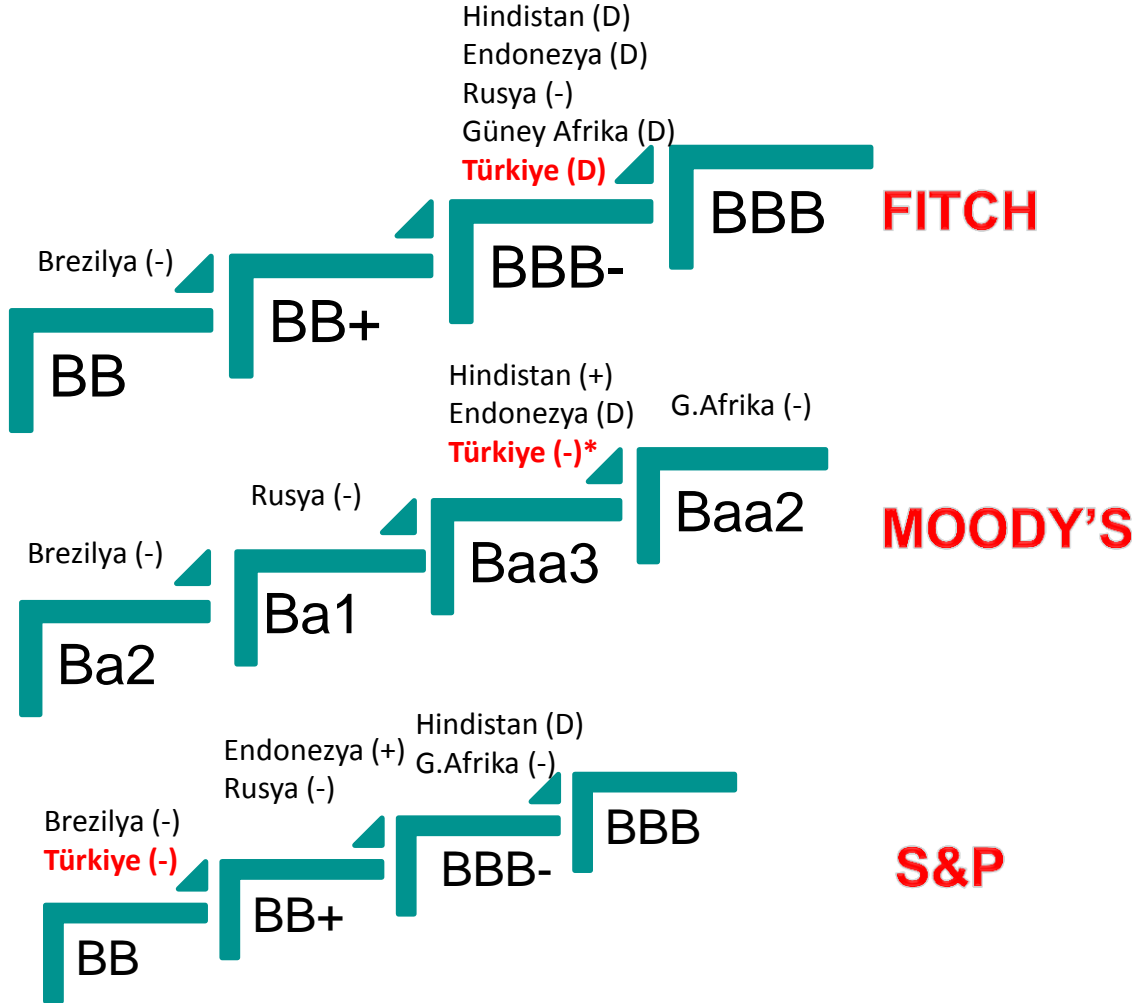 Hindistan (D)
Endonezya (D)
Rusya (-)
Güney Afrika (D)
Türkiye (D)
BBB
FITCH
BBB-
Brezilya (-)
BB+
BB
Hindistan (+)
Endonezya (D)
Türkiye (-)*
G.Afrika (-)
Rusya (-)
Baa2
MOODY’S
Baa3
Brezilya (-)
Ba1
Ba2
Hindistan (D)
G.Afrika (-)
Endonezya (+)
Rusya (-)
Brezilya (-)
Türkiye (-)
BBB
S&P
BBB-
BB+
BB